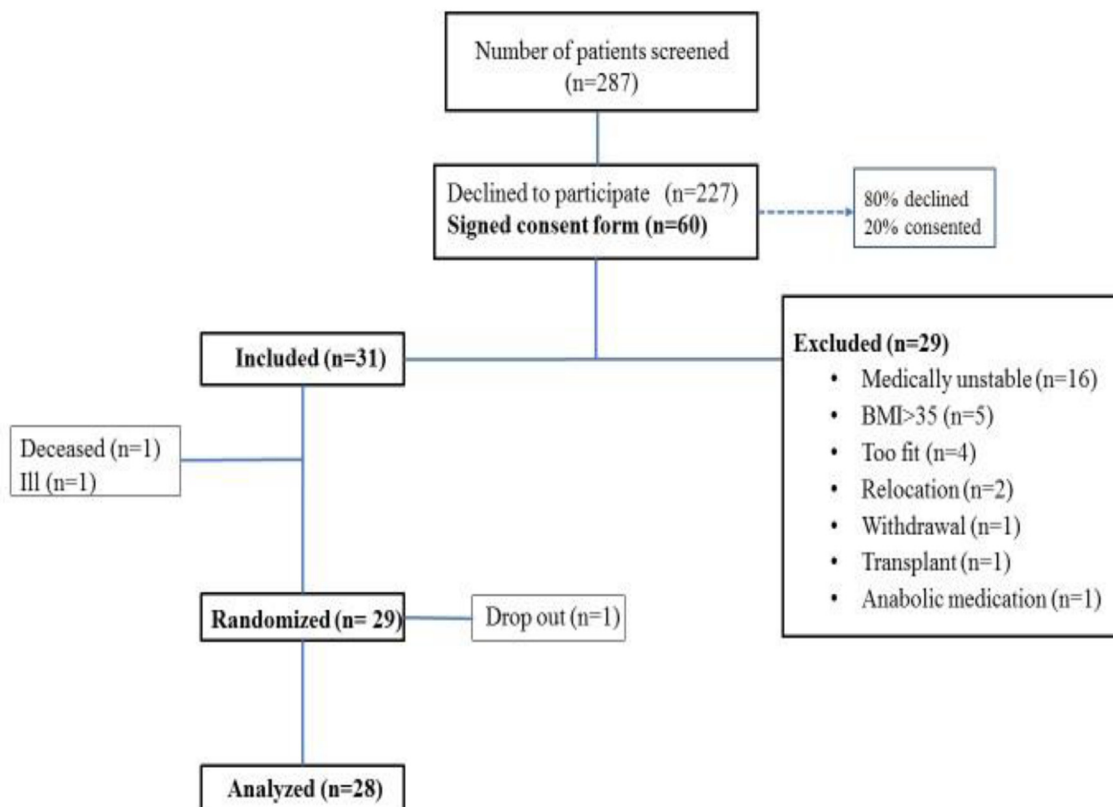 Number of patients screened
(n=287)
Declined to participate (n=227)
Signed consent form (n=60)
80% declined
20% consented
Included (n=31)
Excluded (n=29)
• Medically unstable (n=16)
• BMI>35 (n=5)
• Too fit (n=4)
• Relocation (n=2)
• Withdrawal (n=1)
• Transplant (n=1)
• Anabolic medication (n=1)
Deceased (n=1)
Ill (n=1)
Randomized (n= 29)
Drop out (n=1)
Analyzed (n=28)